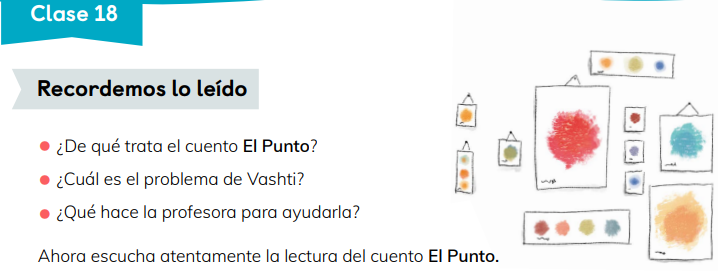 Clase 18
Recordemos lo leído
¿De qué trata el cuento El Punto?
¿Cuál es el problema de Vashti?
¿Qué hace la profesora para ayudarla?
Ahora escucha atentamente la lectura del cuento El Punto.